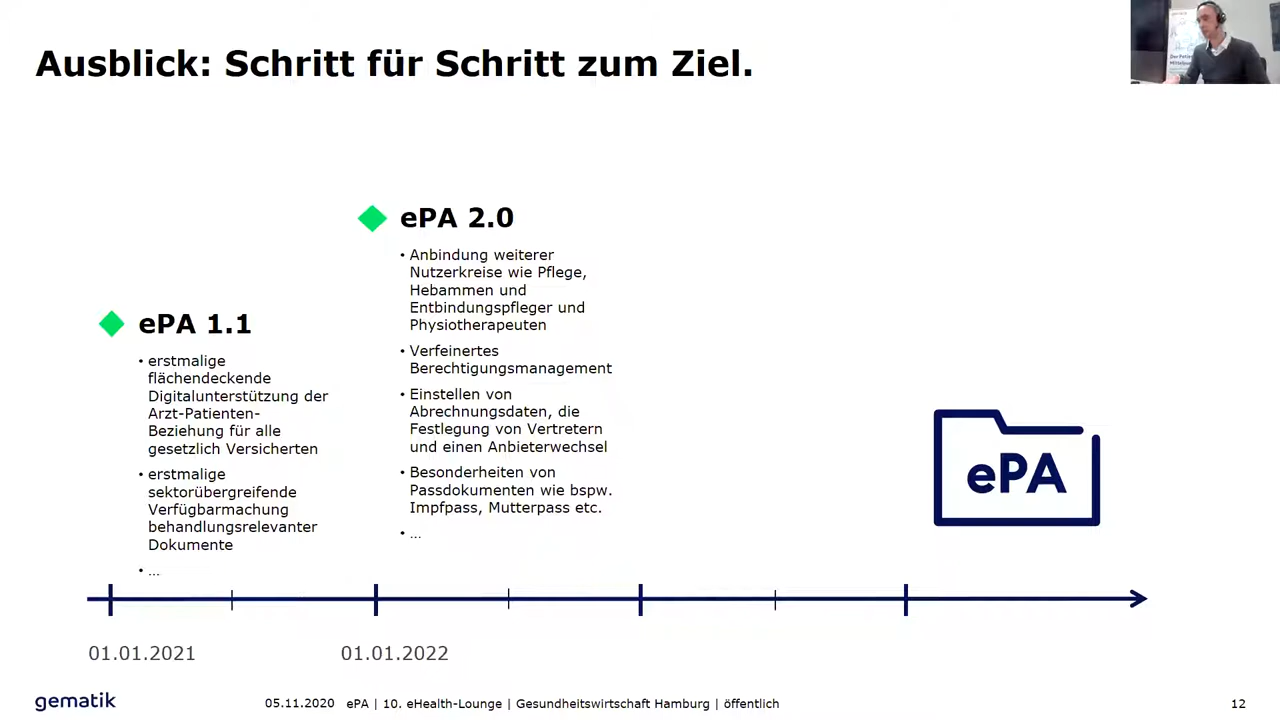 Ausblick: Schritt für Schritt zum Ziel.
ePA 2.0
• Anbindung weiterer
Nutzerkreise wie Pflege,
Hebammen und
Entbindungspfleger und
Physiotherapeuten
• Verfeinertes
Berechtigungsmanagement
• Einstellen von
Abrechnungsdaten, die
Festlegung von Vertretern
und einen Anbieterwechsel
• Besonderheiten von
Passdokumenten wie bspw.
Impfpass, Mutterpass etc.
• ...
ePA 1.1
• erstmalige
flächendeckende
Digitalunterstützung der
Arzt-Patienten-
Beziehung für alle
gesetzlich Versicherten
• erstmalige
sektorübergreifende
Verfügbarmachung
behandlungsrelevanter
Dokumente
• ...
ePA
01.01.2021
01.01.2022
gematik
05.11.2020 ePA | 10. eHealth-Lounge | Gesundheitswirtschaft Hamburg | öffentlich
12